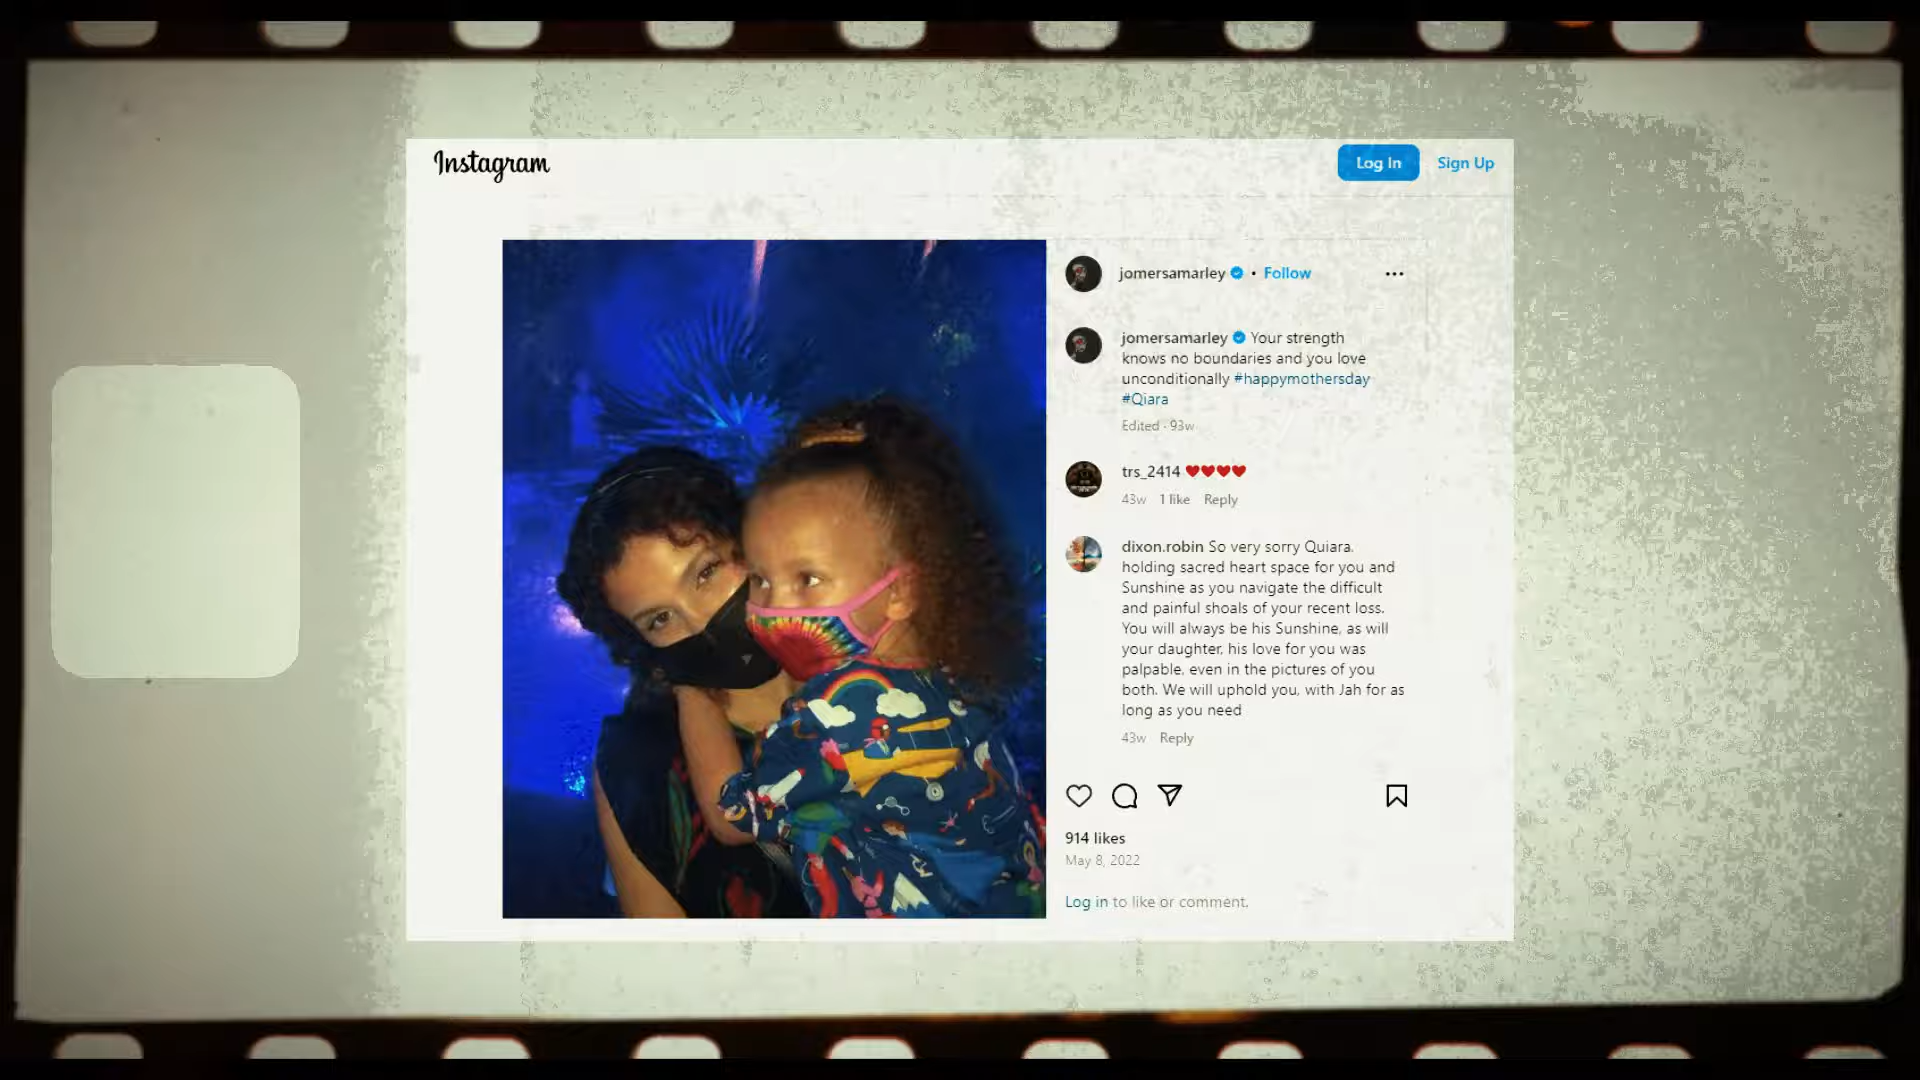 Instagram
Log In
Sign Up
jomersamarley • Follow
jomersamarley Your strength
knows no boundaries and you love
unconditionally #happymothersday
#Qiara
Edited · 93w
trs_2414 ❤❤❤❤
43w 1 like Reply
dixon.robin So very sorry Quiara.
holding sacred heart space for you and
Sunshine as you navigate the difficult
and painful shoals of your recent loss.
You will always be his Sunshine, as will
your daughter. his love for you was
palpable. even in the pictures of you
both. We will uphold you, with Jah for as
long as you need
43w Reply
914 likes
May 8, 2022
Log in to like or comment.